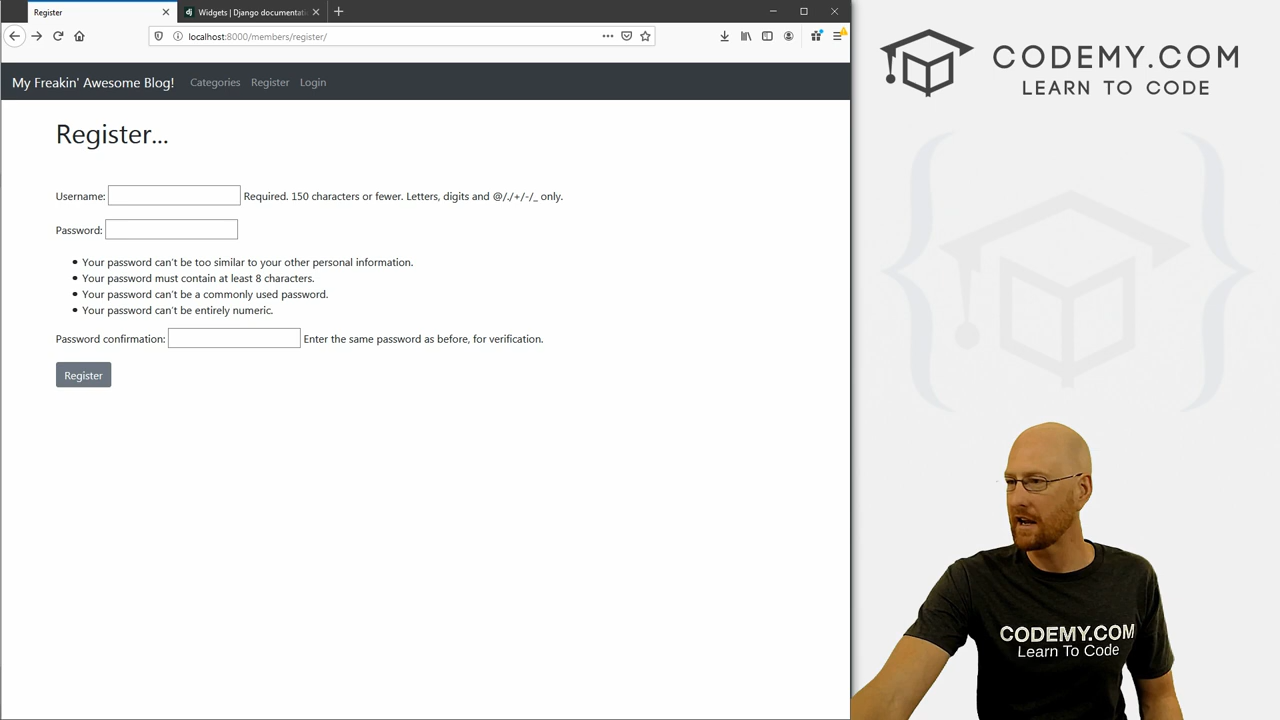 Register
Widgets | Django documentati
localhost:8000/members/register/
My Freakin' Awesome Blog!
Categories
Register
Login
Register...
Username:
Required. 150 characters or fewer. Letters, digits and @/./+/-/_ only.
Password:
Your password can't be too similar to your other personal information.
Your password must contain at least 8 characters.
Your password can't be a commonly used password.
Your password can't be entirely numeric.
Password confirmation:
Enter the same password as before, for verification.
Register
CODEMY.COM
LEARN TO CODE
CODEMY.COM
Learn To Code